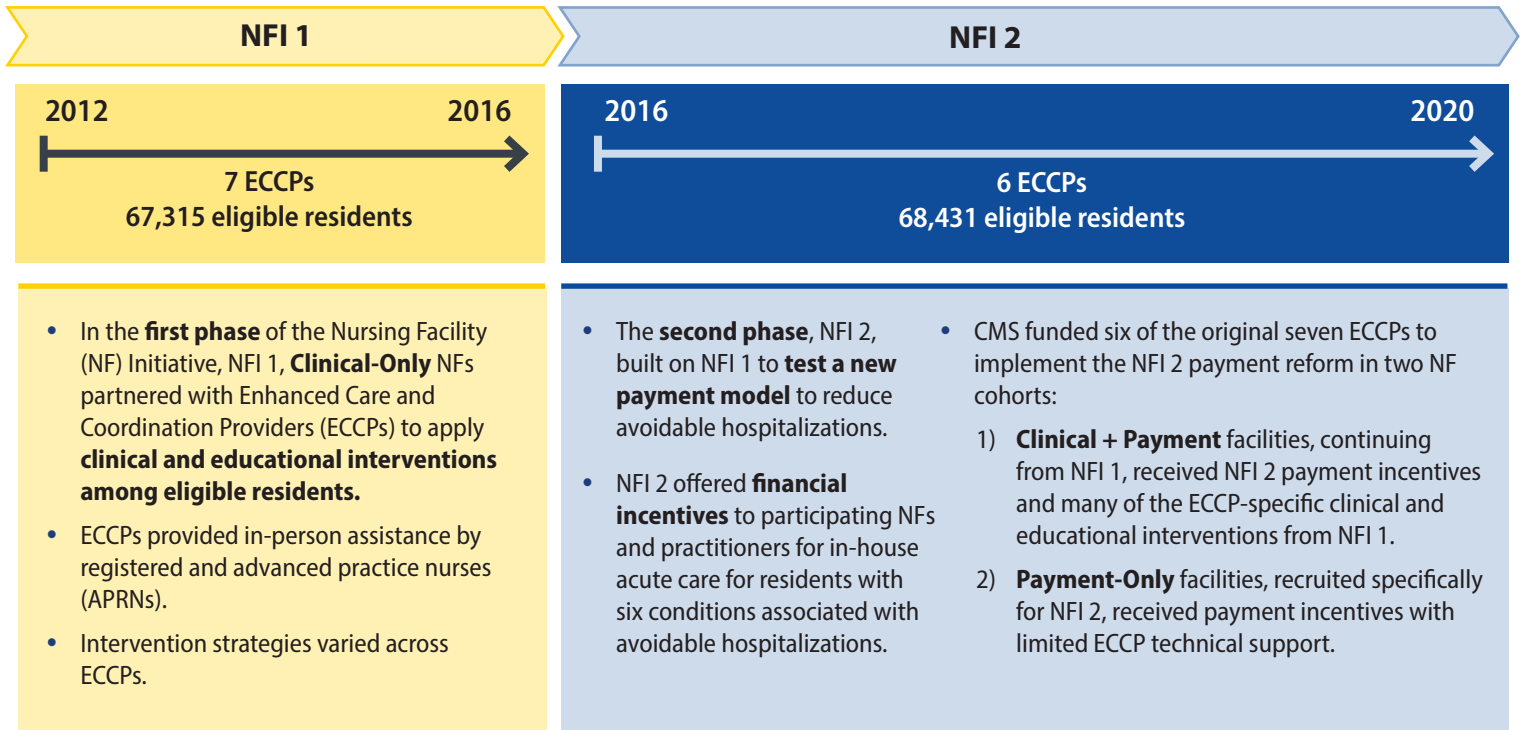 NFI 1
NFI 2
2012
2016
7 ECCPs
67,315 eligible residents
2016
2020
6 ECCPs
68,431 eligible residents
• In the first phase of the Nursing Facility
(NF) Initiative, NFI 1, Clinical-Only NFs
partnered with Enhanced Care and
Coordination Providers (ECCPs) to apply
clinical and educational interventions
among eligible residents.
• ECCPs provided in-person assistance by
registered and advanced practice nurses
(APRNs).
• Intervention strategies varied across
ECCPs.
• The second phase, NFI 2,
built on NFI 1 to test a new
payment model to reduce
avoidable hospitalizations.
• NFI 2 offered financial
incentives to participating NFs
and practitioners for in-house
acute care for residents with
six conditions associated with
avoidable hospitalizations.
• CMS funded six of the original seven ECCPs to
implement the NFI 2 payment reform in two NF
cohorts:
1) Clinical + Payment facilities, continuing
from NFI 1, received NFI 2 payment incentives
and many of the ECCP-specific clinical and
educational interventions from NFI 1.
2) Payment-Only facilities, recruited specifically
for NFI 2, received payment incentives with
limited ECCP technical support.